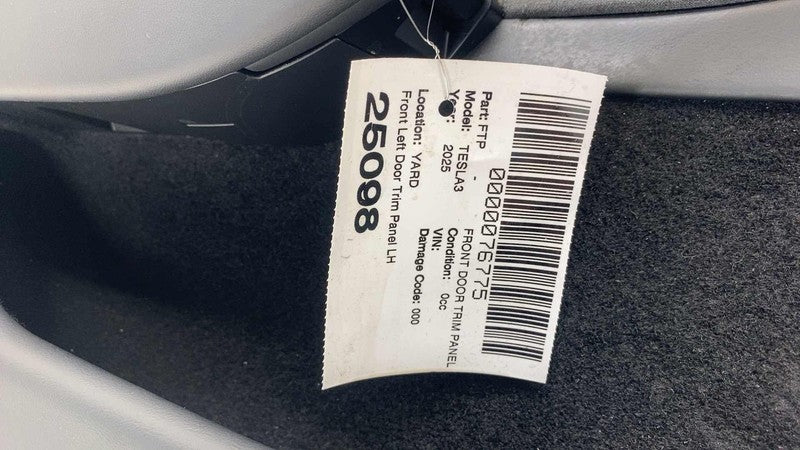 0000076775
Part: FTP - FRONT DOOR TRIM PANEL
Model: TESLA3 Condition: 0cc
Year: 2025 VIN:
Location: YARD Damage Code: 000
Front Left Door Trim Panel LH
25098